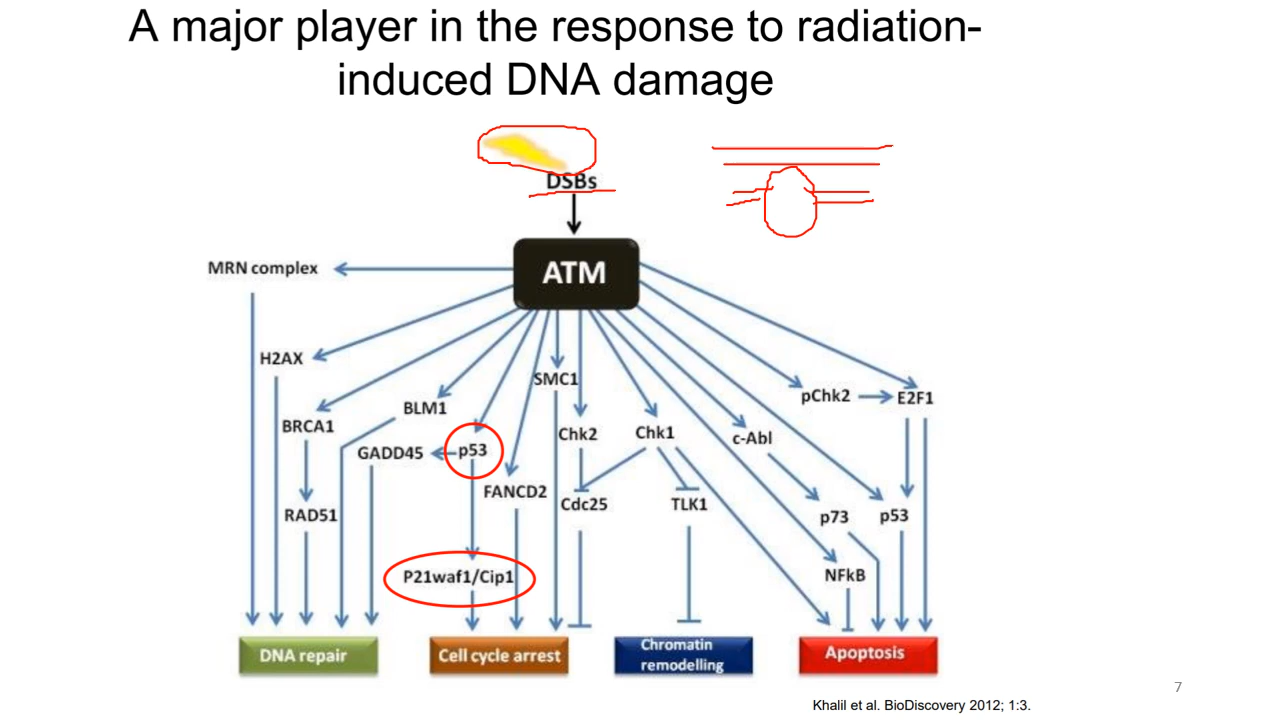 A major player in the response to radiation-
induced DNA damage
DSBs
ATM
MRN complex
H2AX
SMC1
pChk2
E2F1
BLM1
BRCA1
Chk2
Chk1
c-Abl
GADD45
p53
FANCD2
Cdc25
TLK1
RAD51
p73
p53
P21waf1/Cip1
NFkB
DNA repair
Cell cycle arrest
Chromatin
remodelling
Apoptosis
7
Khalil et al. BioDiscovery 2012; 1:3.